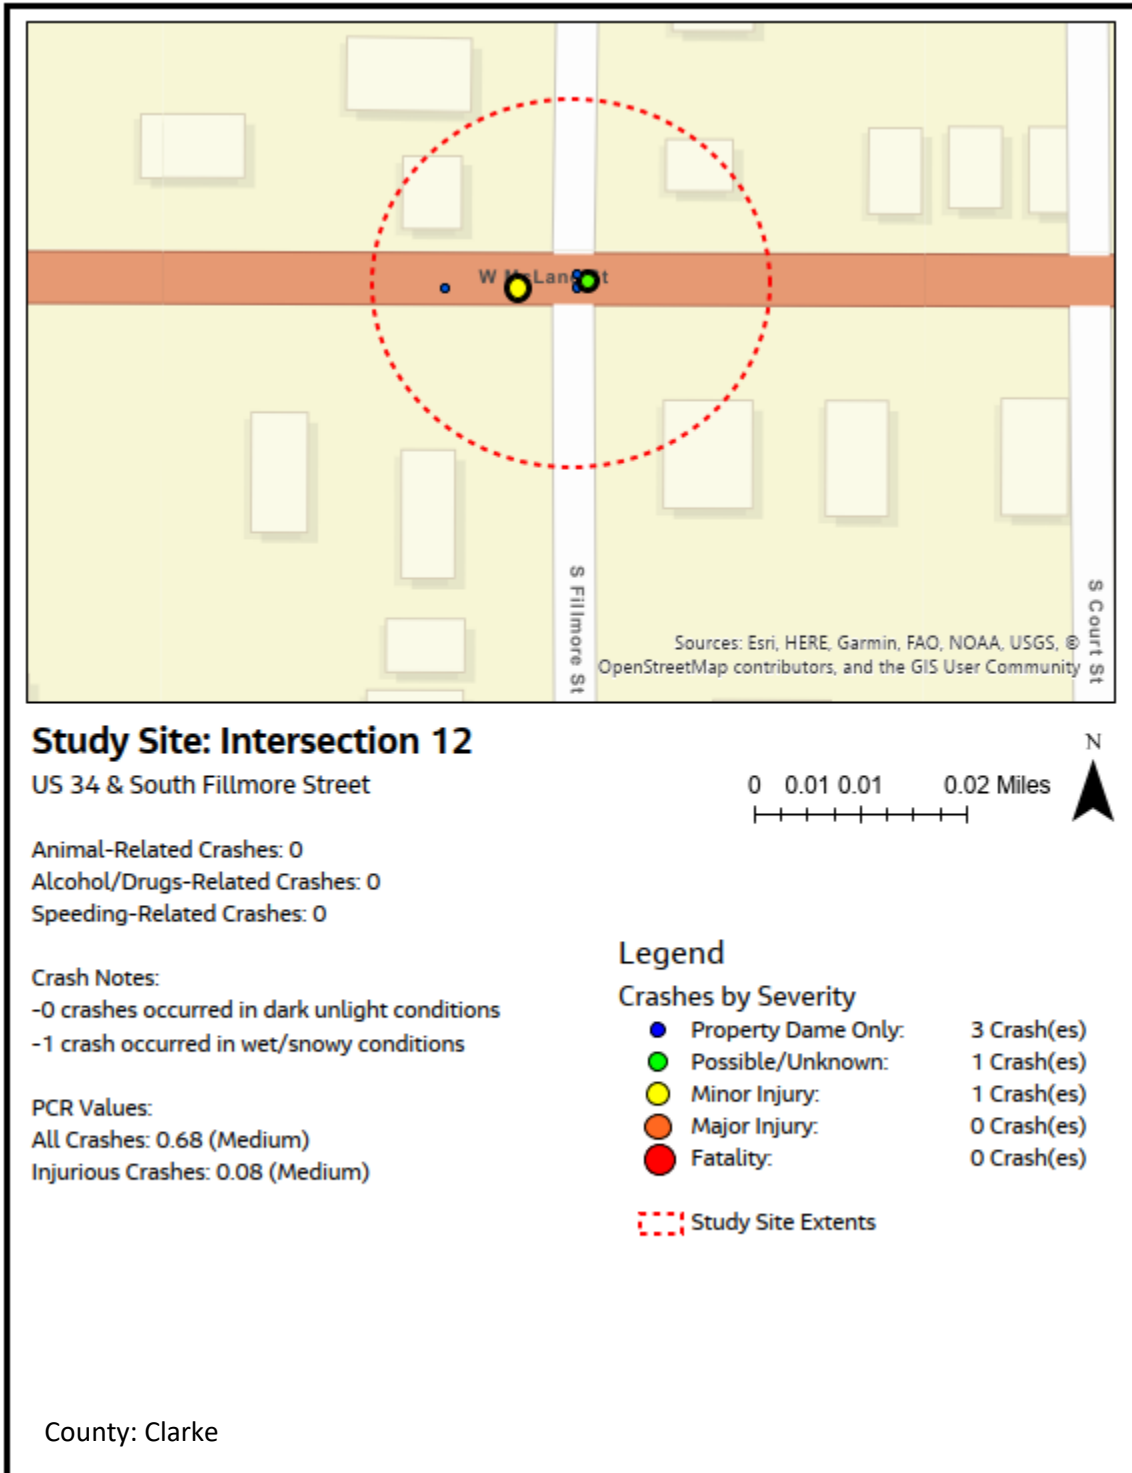 W McLane St
S Fillmore St
S Court St
Sources: Esri, HERE, Garmin, FAO, NOAA, USGS, ©
OpenStreetMap contributors, and the GIS User Community
Study Site: Intersection 12
US 34 & South Fillmore Street
0 0.01 0.01 0.02 Miles
N
Animal-Related Crashes: 0
Alcohol/Drugs-Related Crashes: 0
Speeding-Related Crashes: 0
Crash Notes:
-0 crashes occurred in dark unlight conditions
-1 crash occurred in wet/snowy conditions
PCR Values:
All Crashes: 0.68 (Medium)
Injurious Crashes: 0.08 (Medium)
Legend
Crashes by Severity
Property Dame Only: 3 Crash(es)
Possible/Unknown: 1 Crash(es)
Minor Injury: 1 Crash(es)
Major Injury: 0 Crash(es)
Fatality: 0 Crash(es)
Study Site Extents
County: Clarke